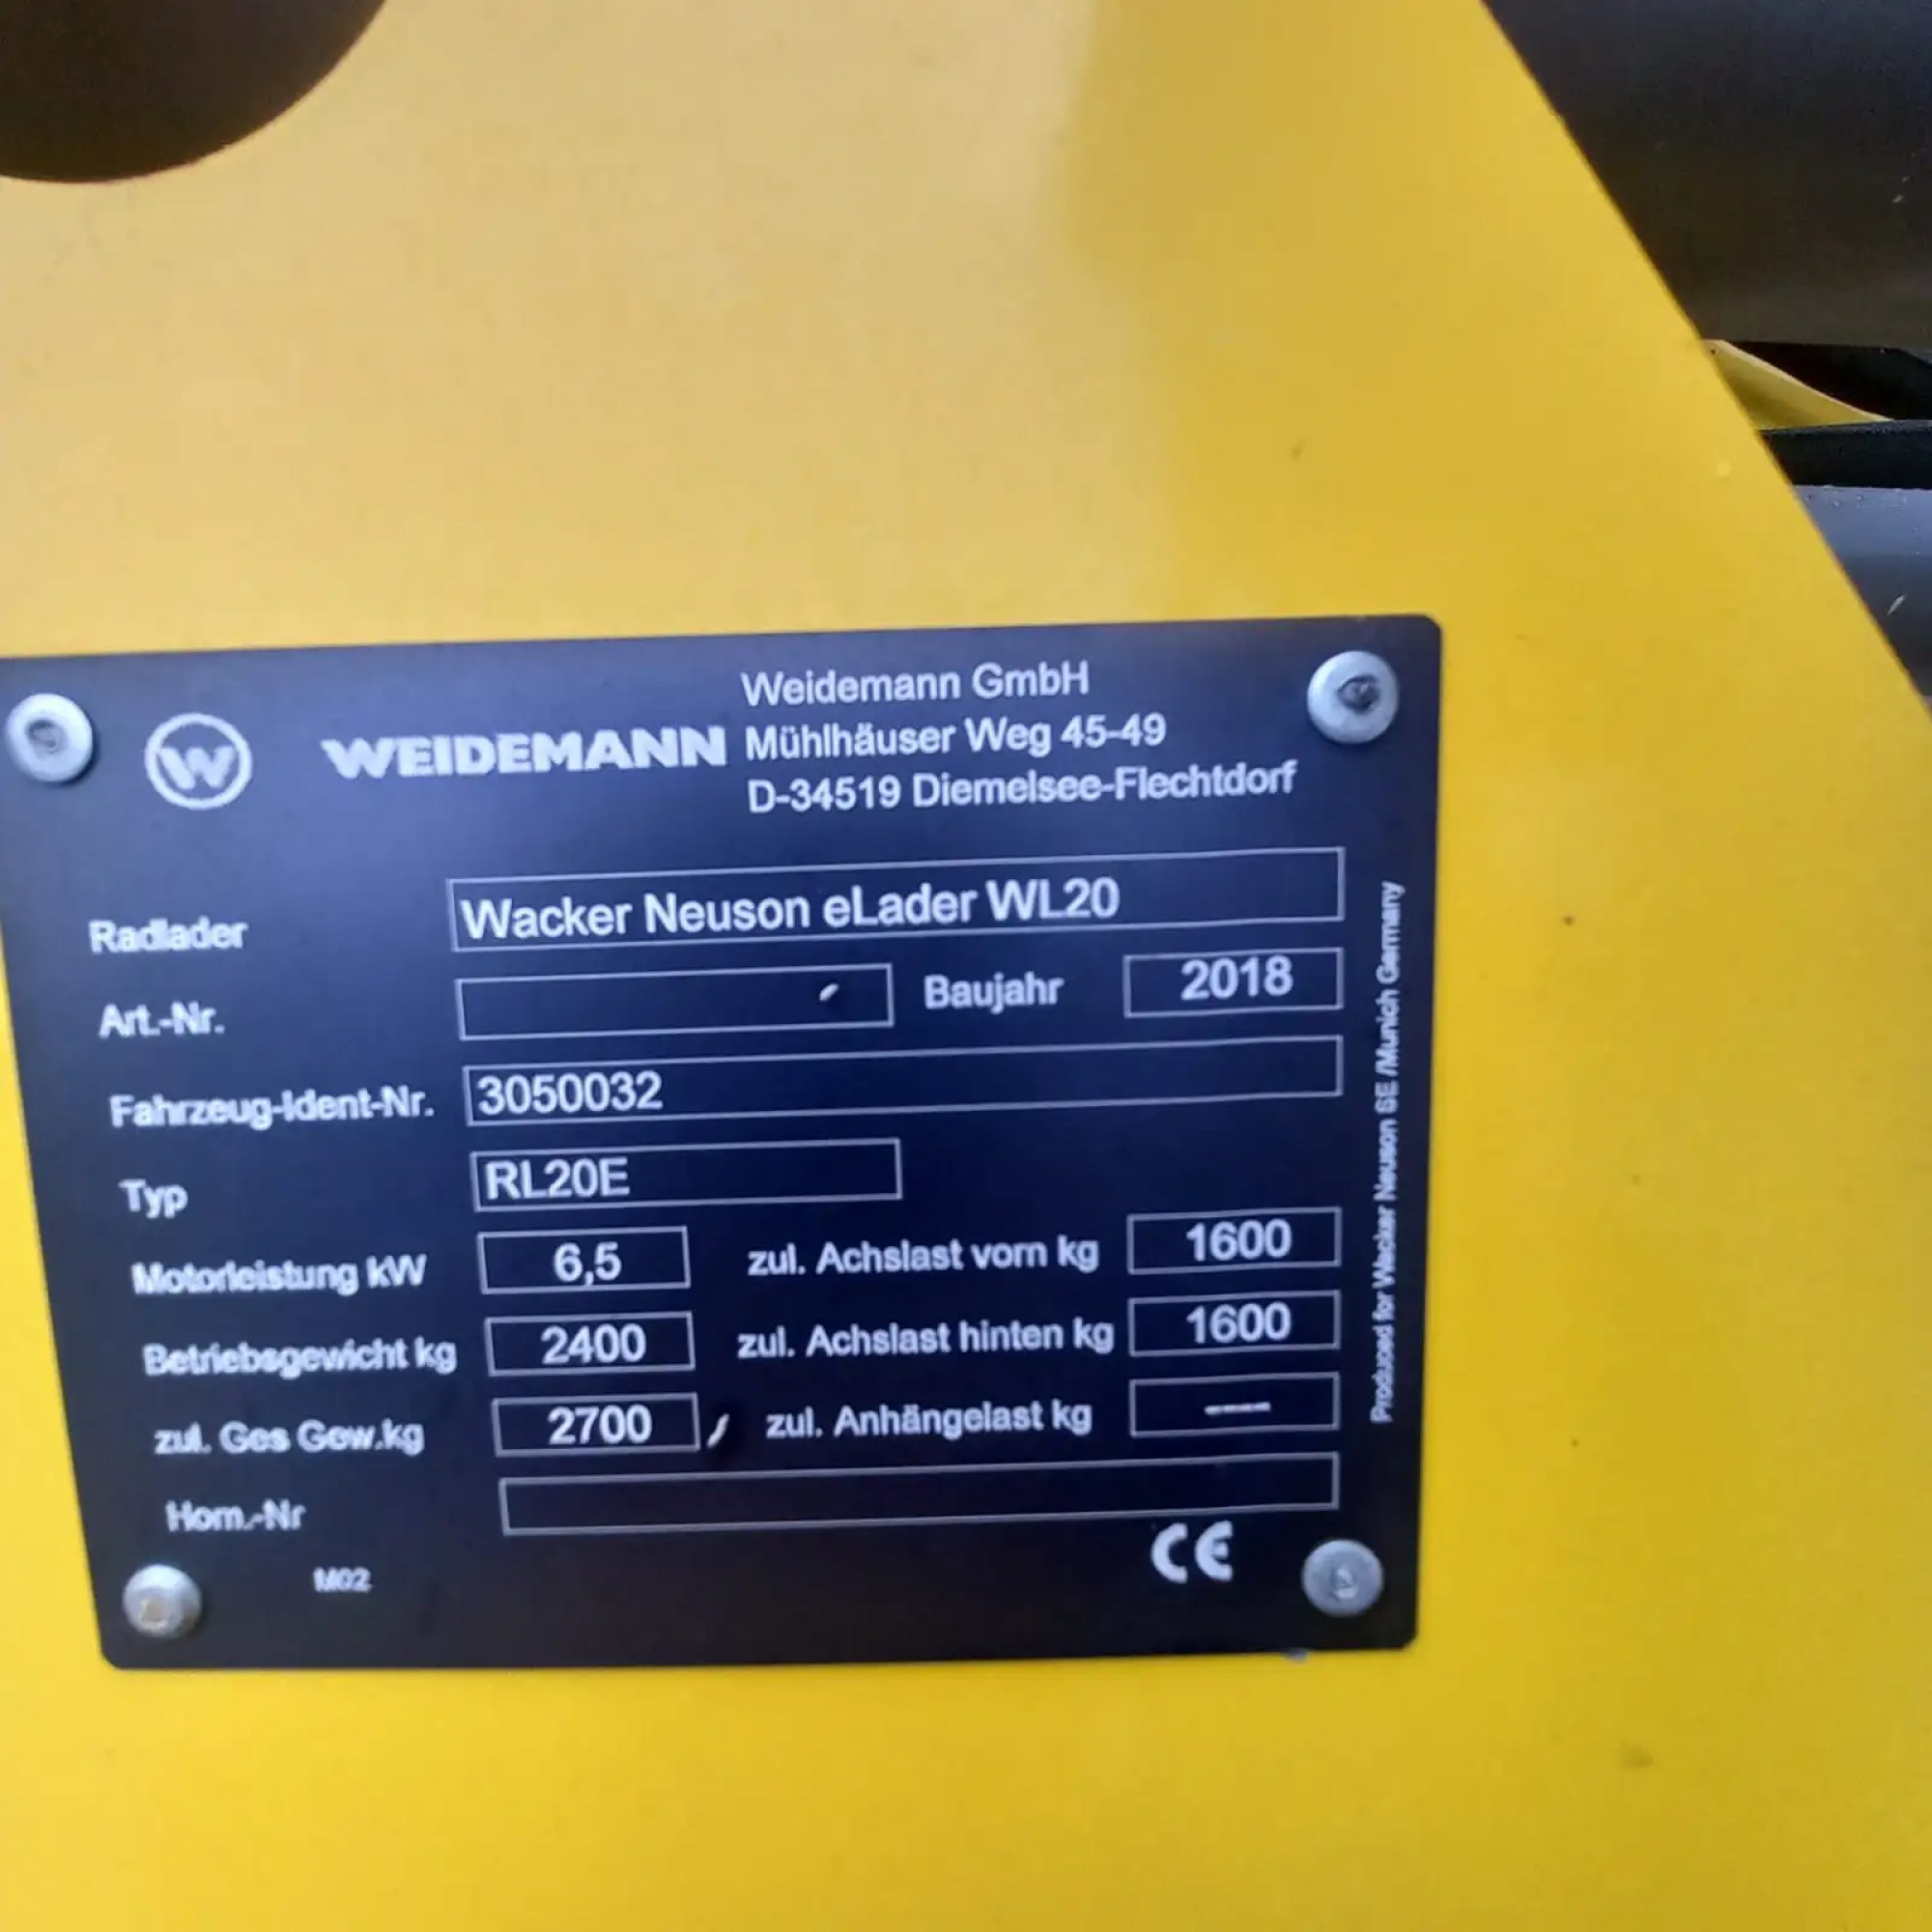 W WEIDEMANN
Weidemann GmbH
Mühlhäuser Weg 45-49
D-34519 Diemelsee-Flechtdorf
Radlader Wacker Neuson eLader WL20
Art.-Nr. Baujahr 2018
Fahrzeug-Ident-Nr. 3050032
Typ RL20E
Motorleistung kW 6,5 zul. Achslast vorn kg 1600
Betriebsgewicht kg 2400 zul. Achslast hinten kg 1600
zul. Ges Gew.kg 2700 zul. Anhängelast kg ----
Hom.-Nr
M02 CE
Produced for Wacker Neuson SE /Munich Germany